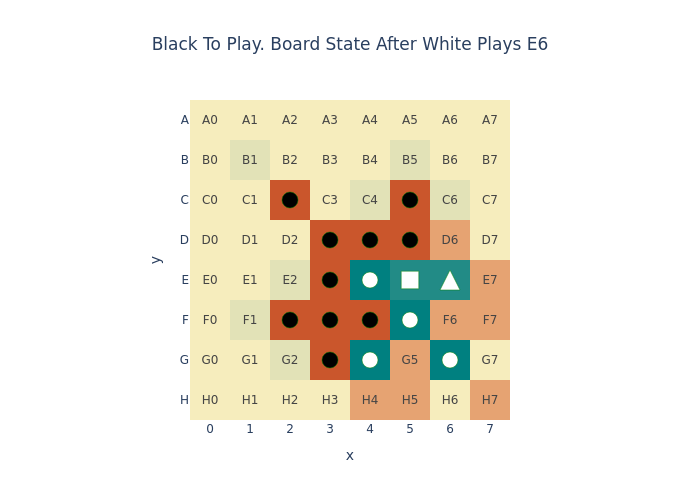 Black To Play. Board State After White Plays E6
A A0 A1 A2 A3 A4 A5 A6 A7
B B0 B1 B2 B3 B4 B5 B6 B7
C C0 C1 C3 C4 C6 C7
D D0 D1 D2 D6 D7
E E0 E1 E2 E7
F F0 F1 F6 F7
G G0 G1 G2 G5 G7
H H0 H1 H2 H3 H4 H5 H6 H7
0 1 2 3 4 5 6 7
x
y